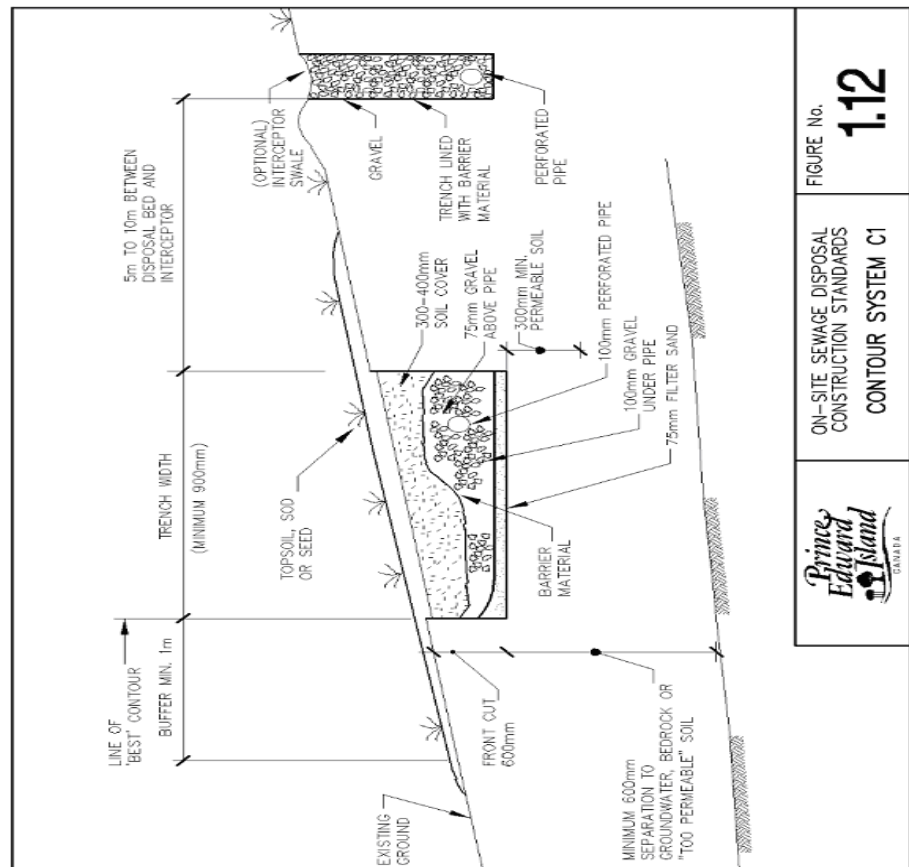 LINE OF
'BEST' CONTOUR
BUFFER MIN. 1m
TRENCH WIDTH
(MINIMUM 900mm)
5m TO 10m BETWEEN
DISPOSAL BED AND
INTERCEPTOR
TOPSOIL, SOD
OR SEED
(OPTIONAL)
INTERCEPTOR
SWALE
GRAVEL
TRENCH LINED
WITH BARRIER
MATERIAL
PERFORATED
PIPE
300-400mm
SOIL COVER
75mm GRAVEL
ABOVE PIPE
300mm MIN.
PERMEABLE SOIL
100mm PERFORATED PIPE
100mm GRAVEL
UNDER PIPE
75mm FILTER SAND
BARRIER
MATERIAL
EXISTING
GROUND
FRONT CUT
600mm
MINIMUM 600mm
SEPARATION TO
GROUNDWATER, BEDROCK OR
"TOO PERMEABLE" SOIL
Prince
Edward
Island
CANADA
ON-SITE SEWAGE DISPOSAL
CONSTRUCTION STANDARDS
CONTOUR SYSTEM C1
FIGURE No.
1.12